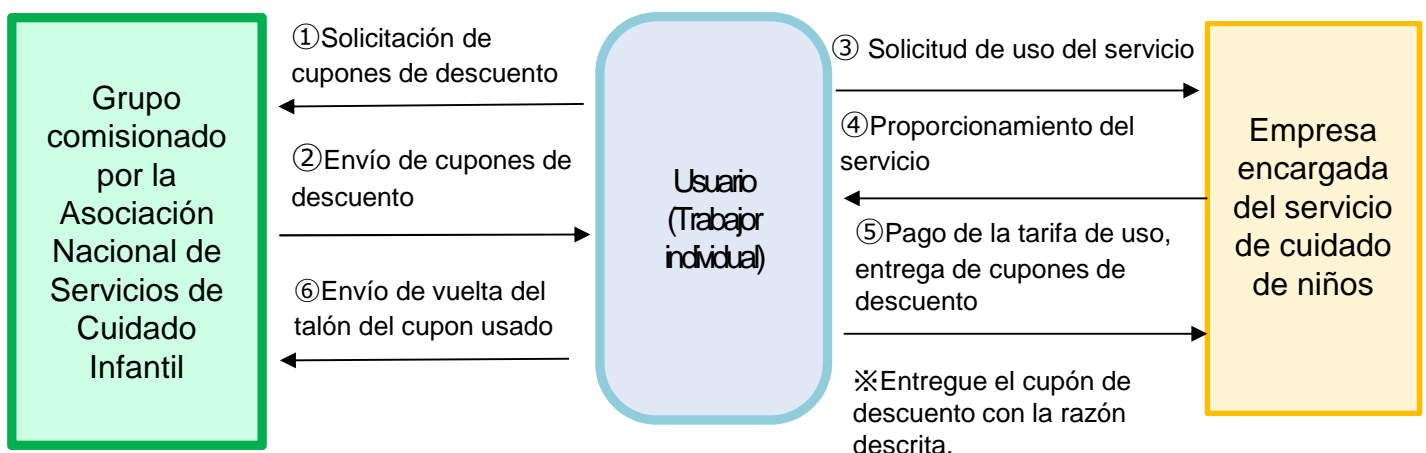 Grupo
comisionado
por la
Asociación
Nacional de
Servicios de
Cuidado
Infantil
①Solicitación de
cupones de descuento
②Envío de cupones de
descuento
⑥Envío de vuelta del
talón del cupon usado
Usuario
(Trabajor
individual)
③ Solicitud de uso del servicio
④Proporcionamiento del
servicio
⑤Pago de la tarifa de uso,
entrega de cupones de
descuento
※Entregue el cupón de
descuento con la razón
descrita.
Empresa
encargada
del servicio
de cuidado
de niños